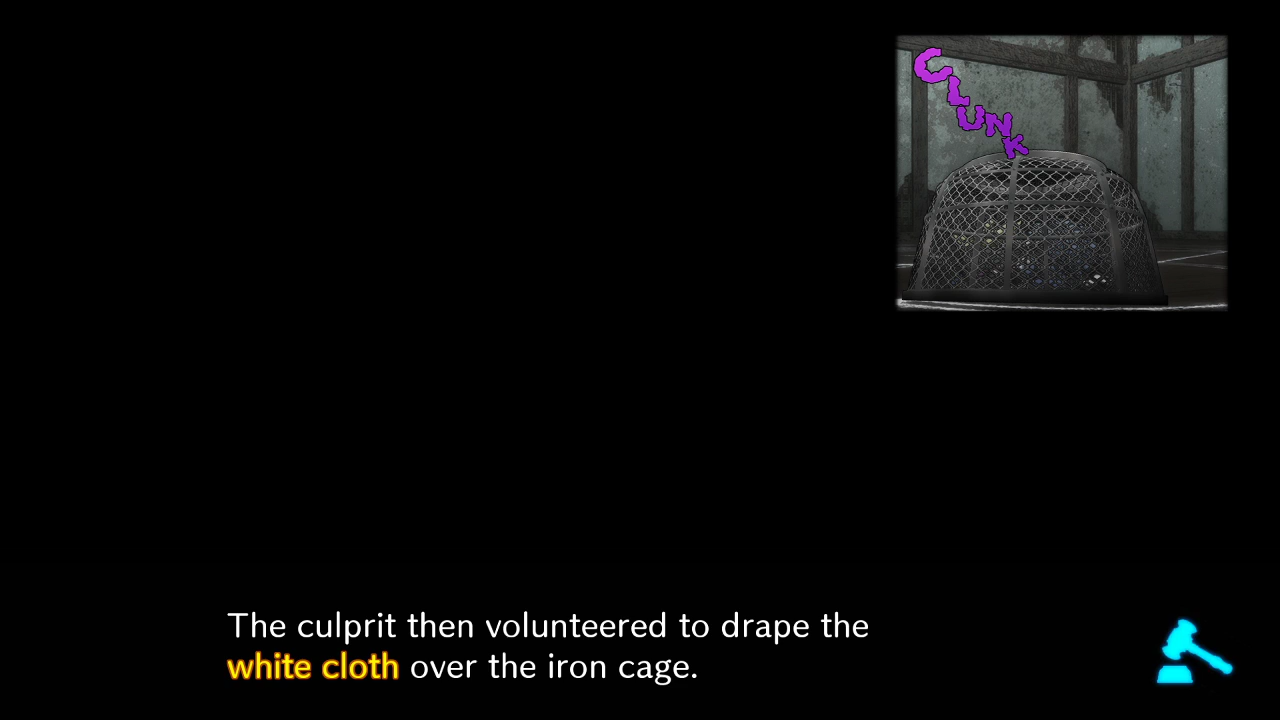 CLUNK
The culprit then volunteered to drape the
white cloth over the iron cage.